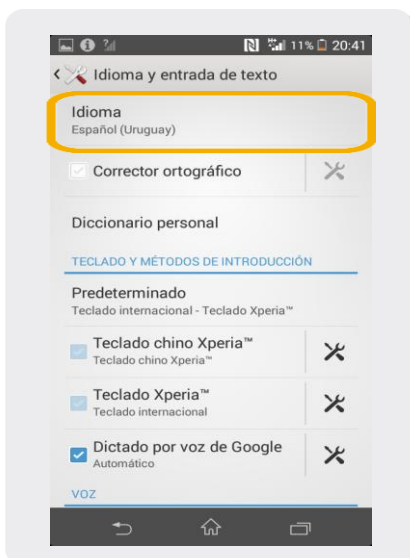 11% 20:41
Idioma y entrada de texto
Idioma
Español (Uruguay)
Corrector ortográfico
Diccionario personal
TECLADO Y MÉTODOS DE INTRODUCCIÓN
Predeterminado
Teclado internacional - Teclado Xperia™
Teclado chino Xperia™
Teclado chino Xperia™
Teclado Xperia™
Teclado internacional
Dictado por voz de Google
Automático
VOZ